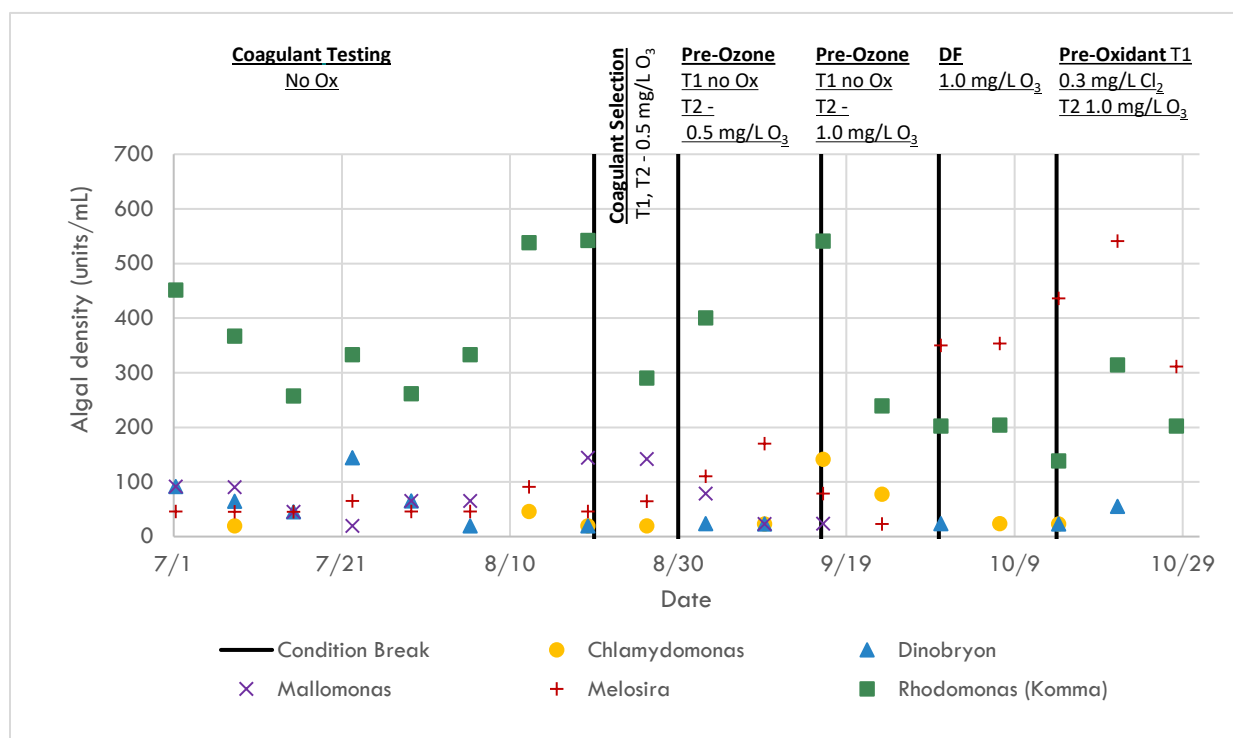 Coagulant Testing
No Ox
Coagulant Selection
T1, T2 - 0.5 mg/L O3
Pre-Ozone
T1 no Ox
T2 -
0.5 mg/L O3
Pre-Ozone
T1 no Ox
T2 -
1.0 mg/L O3
DF
1.0 mg/L O3
Pre-Oxidant T1
0.3 mg/L Cl2
T2 1.0 mg/L O3
Algal density (units/mL)
700
600
500
400
300
200
100
0
7/1 7/21 8/10 8/30 9/19 10/9 10/29
Date
Condition Break Chlamydomonas Dinobryon
Mallomonas Melosira Rhodomonas (Komma)